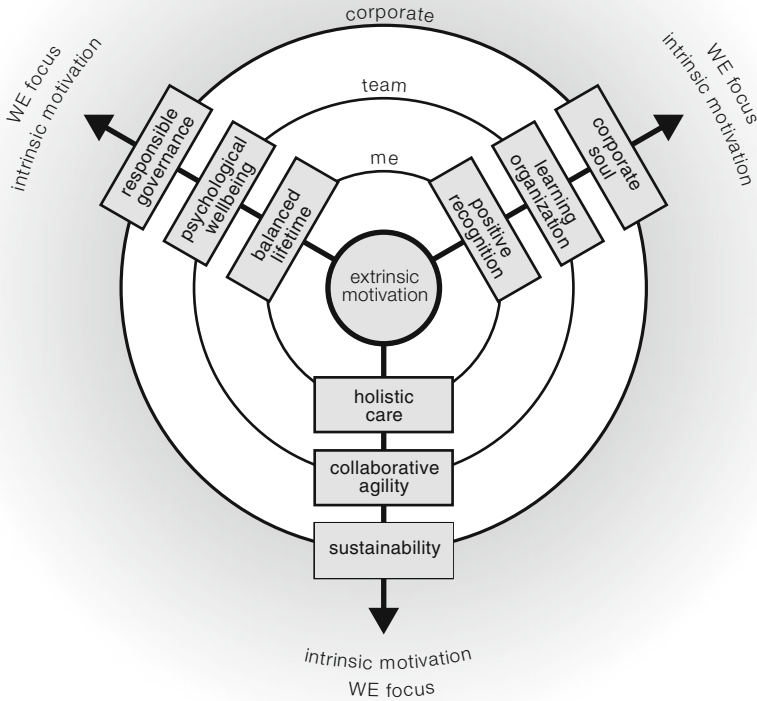 corporate
team
me
WE focus
intrinsic motivation
WE focus
intrinsic motivation
responsible
governance
psychological
wellbeing
balanced
lifetime
positive
recognition
learning
organization
corporate
soul
extrinsic
motivation
holistic
care
collaborative
agility
sustainability
intrinsic motivation
WE focus